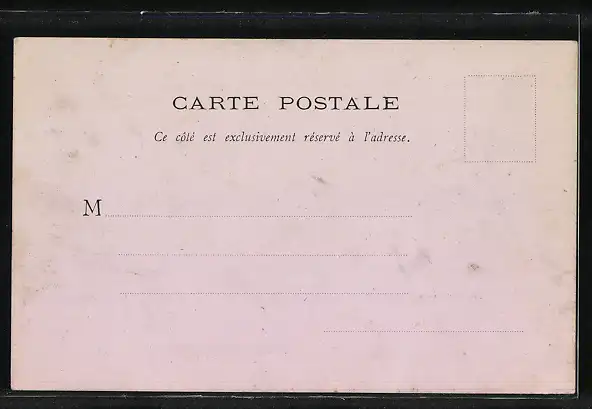 CARTE POSTALE
Ce côté est exclusivement réservé à l'adresse.
M